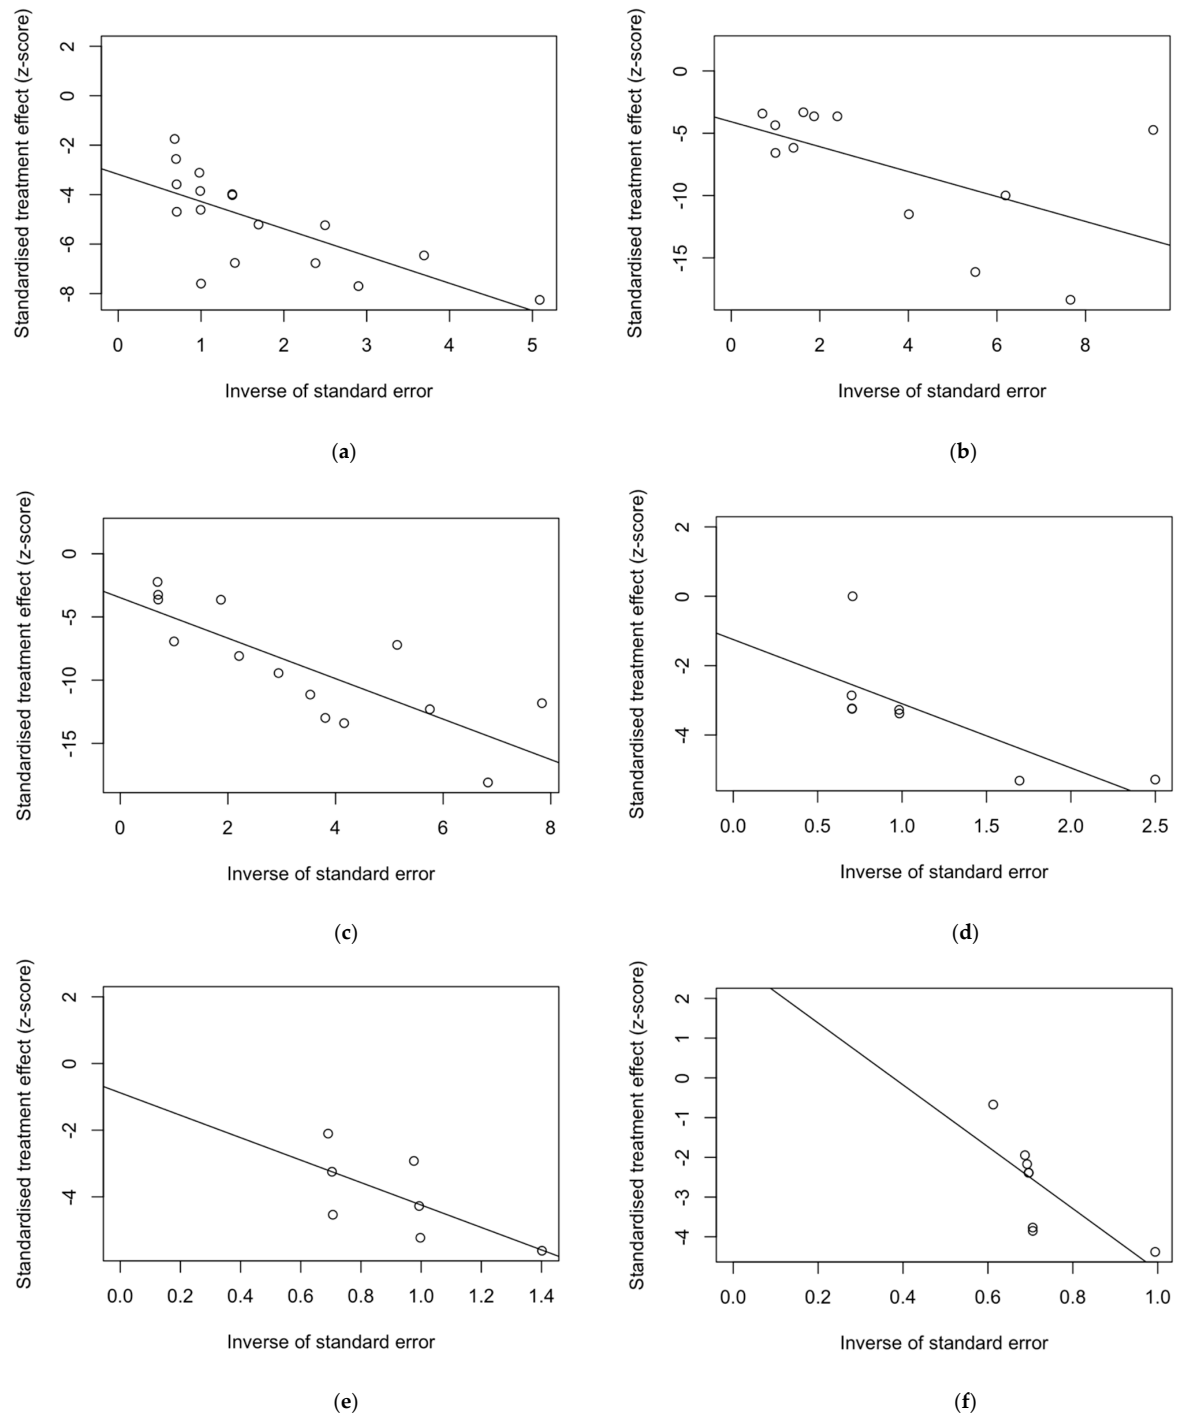 Standardised treatment effect (z-score)
2
0
-2
-4
-6
-8
0 1 2 3 4 5
Inverse of standard error
(a)
Standardised treatment effect (z-score)
0
-5
-10
-15
0 2 4 6 8
Inverse of standard error
(b)
Standardised treatment effect (z-score)
0
-5
-10
-15
0 2 4 6 8
Inverse of standard error
(c)
Standardised treatment effect (z-score)
2
0
-2
-4
0.0 0.5 1.0 1.5 2.0 2.5
Inverse of standard error
(d)
Standardised treatment effect (z-score)
2
0
-2
-4
0.0 0.2 0.4 0.6 0.8 1.0 1.2 1.4
Inverse of standard error
(e)
Standardised treatment effect (z-score)
2
1
0
-1
-2
-3
-4
0.0 0.2 0.4 0.6 0.8 1.0
Inverse of standard error
(f)